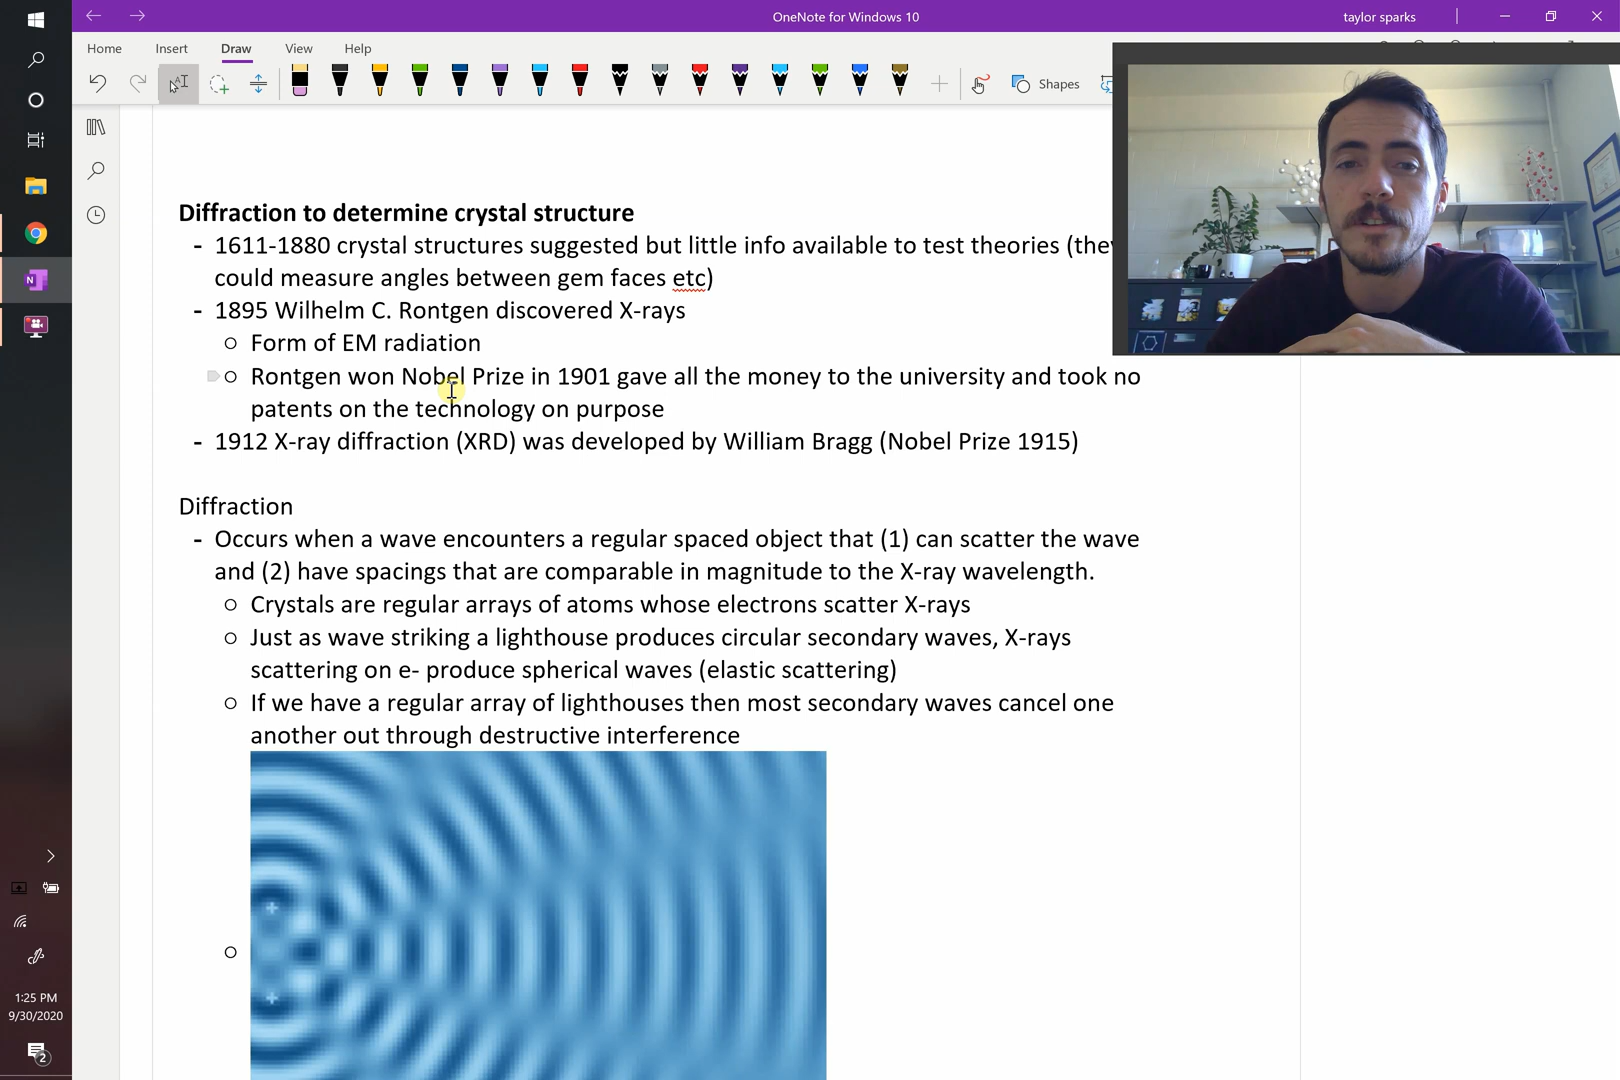 OneNote for Windows 10
taylor sparks
Home Insert Draw View Help
Shapes
Diffraction to determine crystal structure
- 1611-1880 crystal structures suggested but little info available to test theories (they
could measure angles between gem faces etc)
- 1895 Wilhelm C. Rontgen discovered X-rays
○ Form of EM radiation
○ Rontgen won Nobel Prize in 1901 gave all the money to the university and took no
patents on the technology on purpose
- 1912 X-ray diffraction (XRD) was developed by William Bragg (Nobel Prize 1915)
Diffraction
- Occurs when a wave encounters a regular spaced object that (1) can scatter the wave
and (2) have spacings that are comparable in magnitude to the X-ray wavelength.
○ Crystals are regular arrays of atoms whose electrons scatter X-rays
○ Just as wave striking a lighthouse produces circular secondary waves, X-rays
scattering on e- produce spherical waves (elastic scattering)
○ If we have a regular array of lighthouses then most secondary waves cancel one
another out through destructive interference
1:25 PM
9/30/2020
2